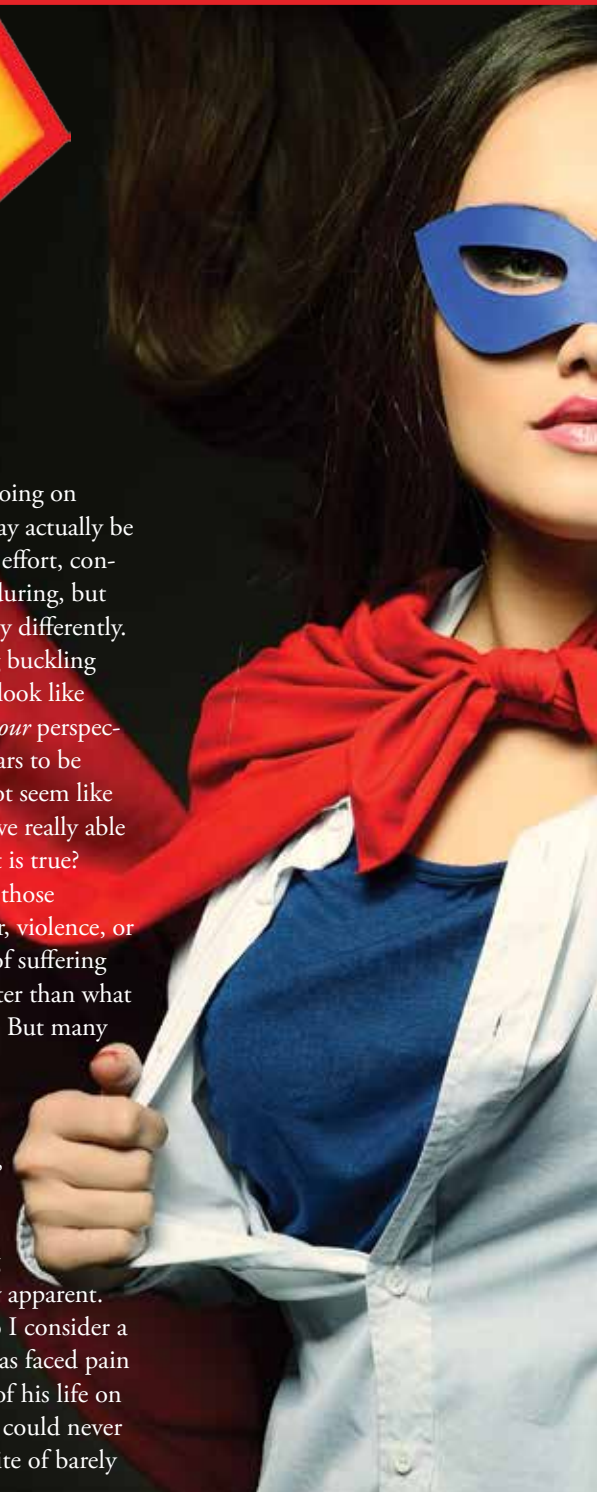 oing on
ay actually be
effort, con-
during, but
y differently.
buckling
look like
our perspec-
ars to be
ot seem like
we really able
is true?
those
r, violence, or
of suffering
ter than what
But many
,
apparent.
I consider a
as faced pain
of his life on
could never
ite of barely